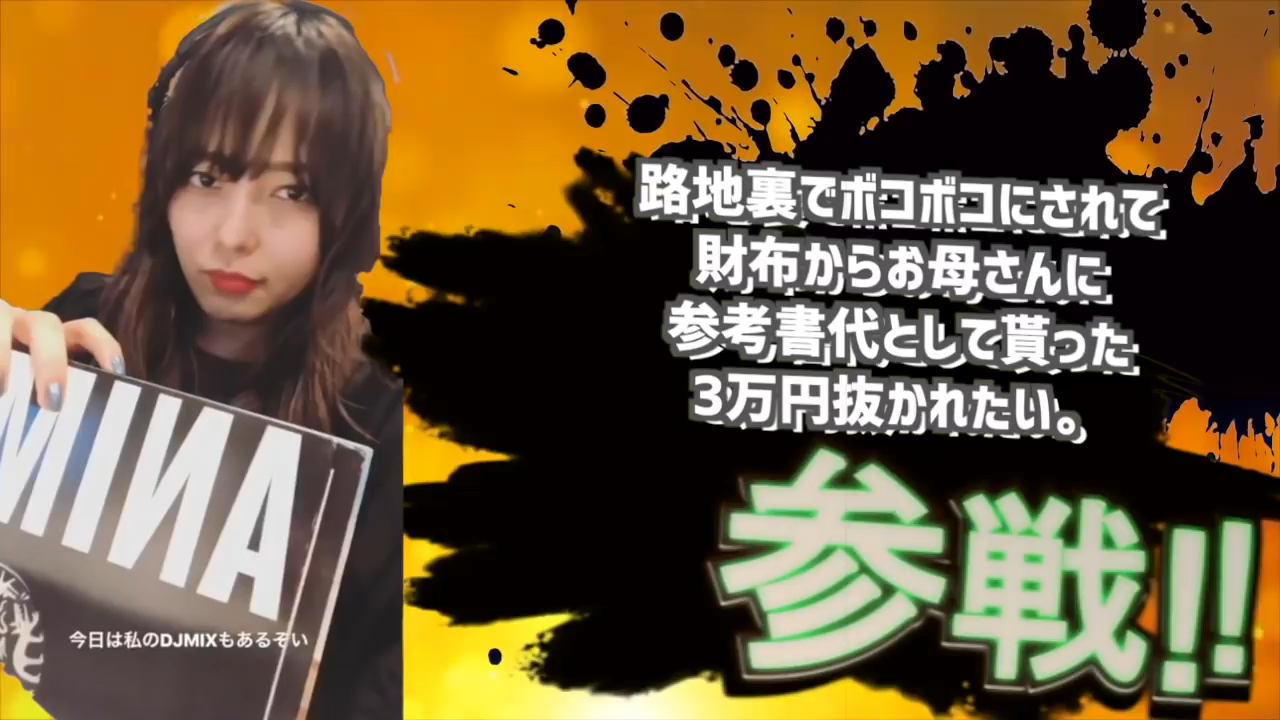 路地裏でボコボコにされて
財布からお母さんに
参考書代として貰った
3万円抜かれたい。
参戦!!
MINA
今日は私のDJMIXもあるぞい